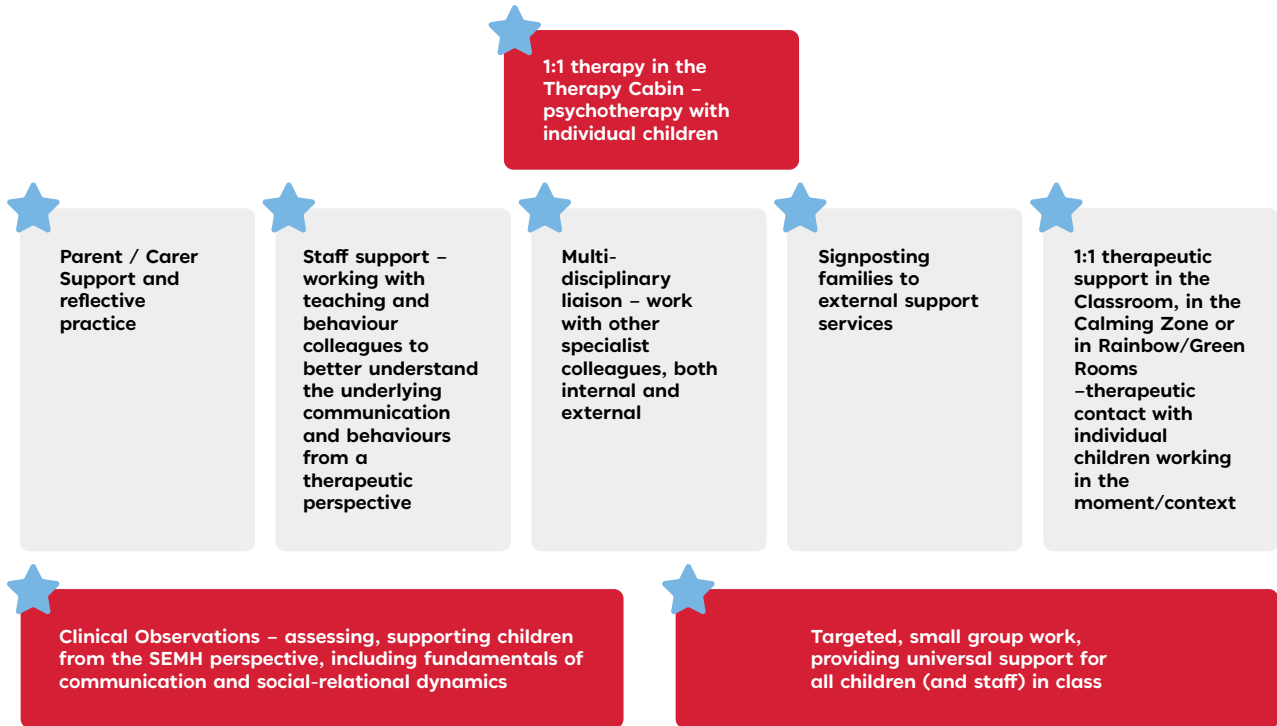 1:1 therapy in the
Therapy Cabin –
psychotherapy with
individual children
Parent / Carer
Support and
reflective
practice
Staff support –
working with
teaching and
behaviour
colleagues to
better understand
the underlying
communication
and behaviours
from a
therapeutic
perspective
Multi-
disciplinary
liaison – work
with other
specialist
colleagues, both
internal and
external
Signposting
families to
external support
services
1:1 therapeutic
support in the
Classroom, in the
Calming Zone or
in Rainbow/Green
Rooms
–therapeutic
contact with
individual
children working
in the
moment/context
Clinical Observations – assessing, supporting children
from the SEMH perspective, including fundamentals of
communication and social-relational dynamics
Targeted, small group work,
providing universal support for
all children (and staff) in class